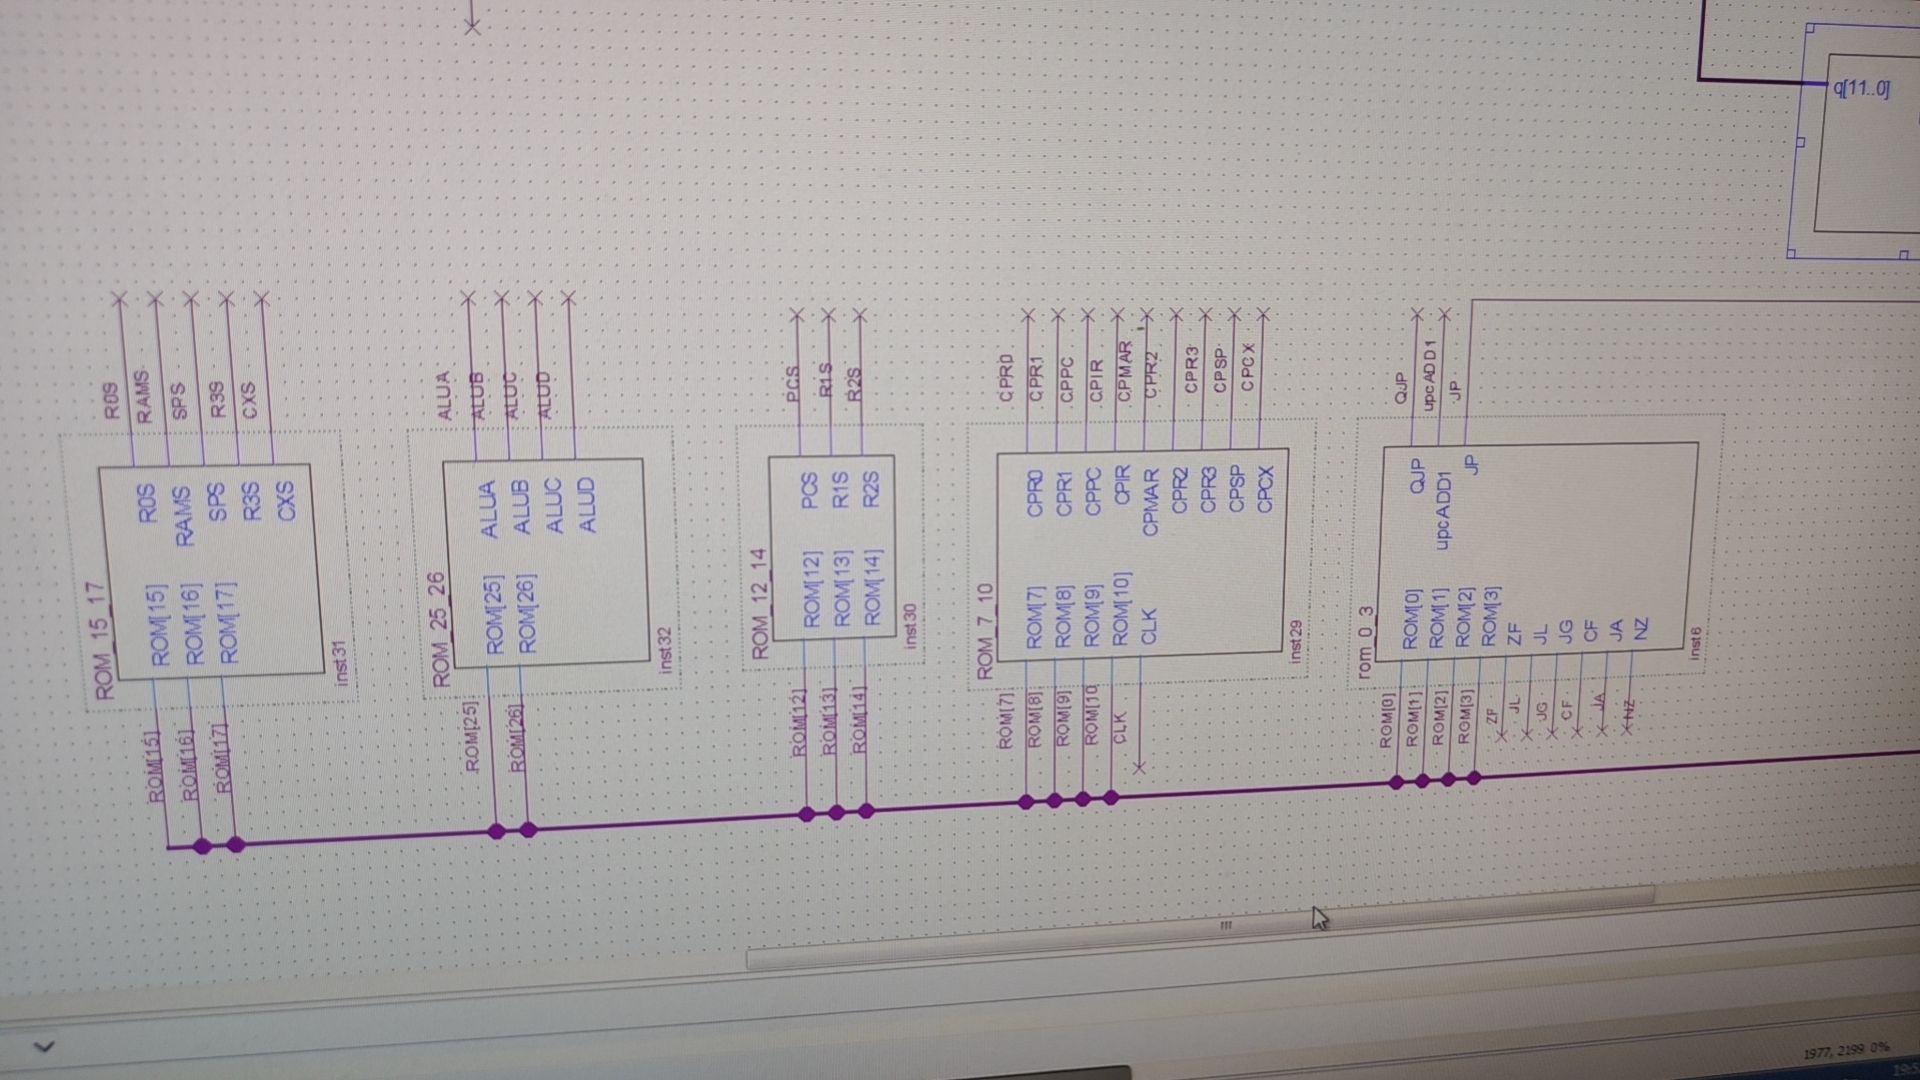 ROM_15_17
ROM[15]
ROM[16]
ROM[17]
ROM[15] R0S
ROM[16] RAMS
ROM[17] SPS
R3S
CXS
R0S
RAMS
SPS
R3S
CXS
inst31
ROM_25_26
ROM[25]
ROM[26]
ROM[25] ALUA
ROM[26] ALUB
ALUC
ALUD
ALUA
ALUB
ALUC
ALUD
inst32
ROM_12_14
ROM[12]
ROM[13]
ROM[14]
ROM[12] PCS
ROM[13] R1S
ROM[14] R2S
PCS
R1S
R2S
inst30
ROM_7_10
ROM[7]
ROM[8]
ROM[9]
ROM[10
CLK
ROM[7] CPR0
ROM[8] CPR1
ROM[9] CPPC
ROM[10] CPIR
CLK CPMAR
CPR2
CPR3
CPSP
CPCX
CPR0
CPR1
CPPC
CPIR
CPMAR
CPR2
CPR3
CPSP
CPCX
inst29
rom_0_3
ROM[0]
ROM[1]
ROM[2]
ROM[3]
ZF
JL
JG
CF
JA
NZ
ROM[0] QJP
ROM[1] upcADD1
ROM[2] JP
ROM[3]
ZF
JL
JG
CF
JA
NZ
QJP
upcADD1
JP
inst6
q[11..0]
1977, 2199 0%